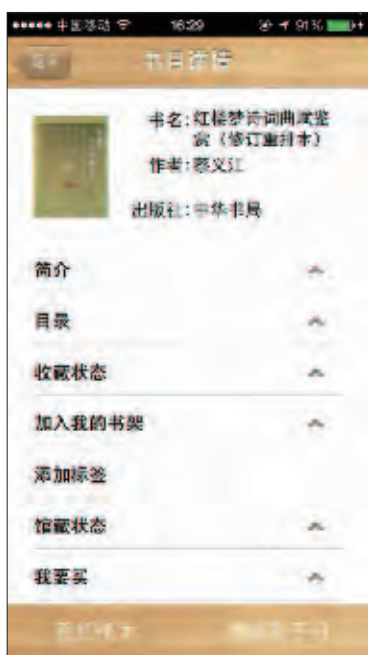 中国移动 16:29 91%
书目详情
书名:红楼梦诗词曲赋鉴
赏(修订重排本)
作者:蔡义江
出版社:中华书局
简介
目录
收藏状态
加入我的书架
添加标签
馆藏状态
我要买